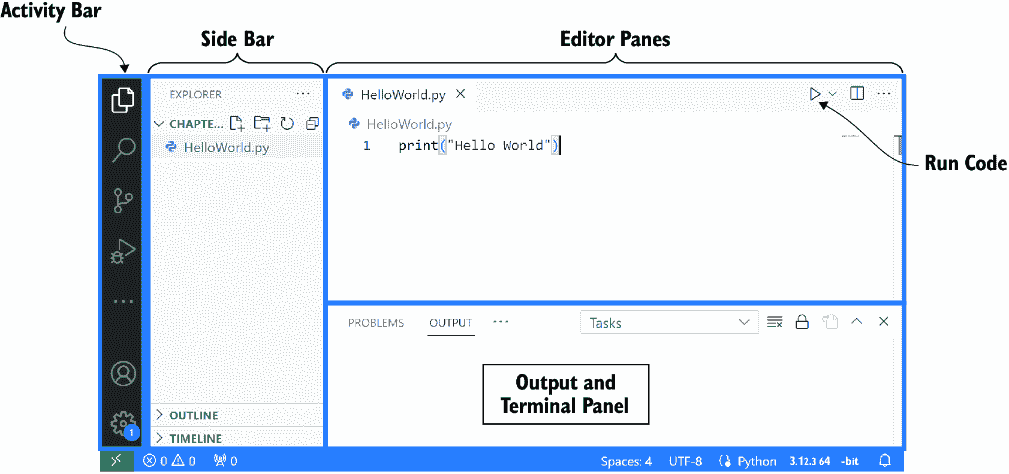 Activity Bar
Side Bar
Editor Panes
EXPLORER
HelloWorld.py
CHAPTE...
HelloWorld.py
HelloWorld.py
1 print("Hello World")
Run Code
PROBLEMS OUTPUT
Tasks
Output and
Terminal Panel
OUTLINE
TIMELINE
1
0 0 0
Spaces: 4 UTF-8 Python 3.12.3 64 -bit